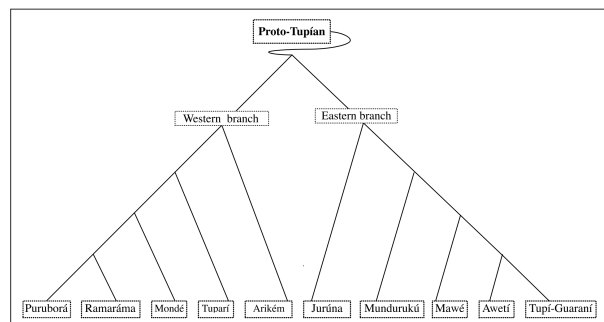 Proto-Tupían
Western branch
Eastern branch
Puruborá
Ramaráma
Mondé
Tuparí
Arikém
Jurúna
Mundurukú
Mawé
Awetí
Tupí-Guaraní